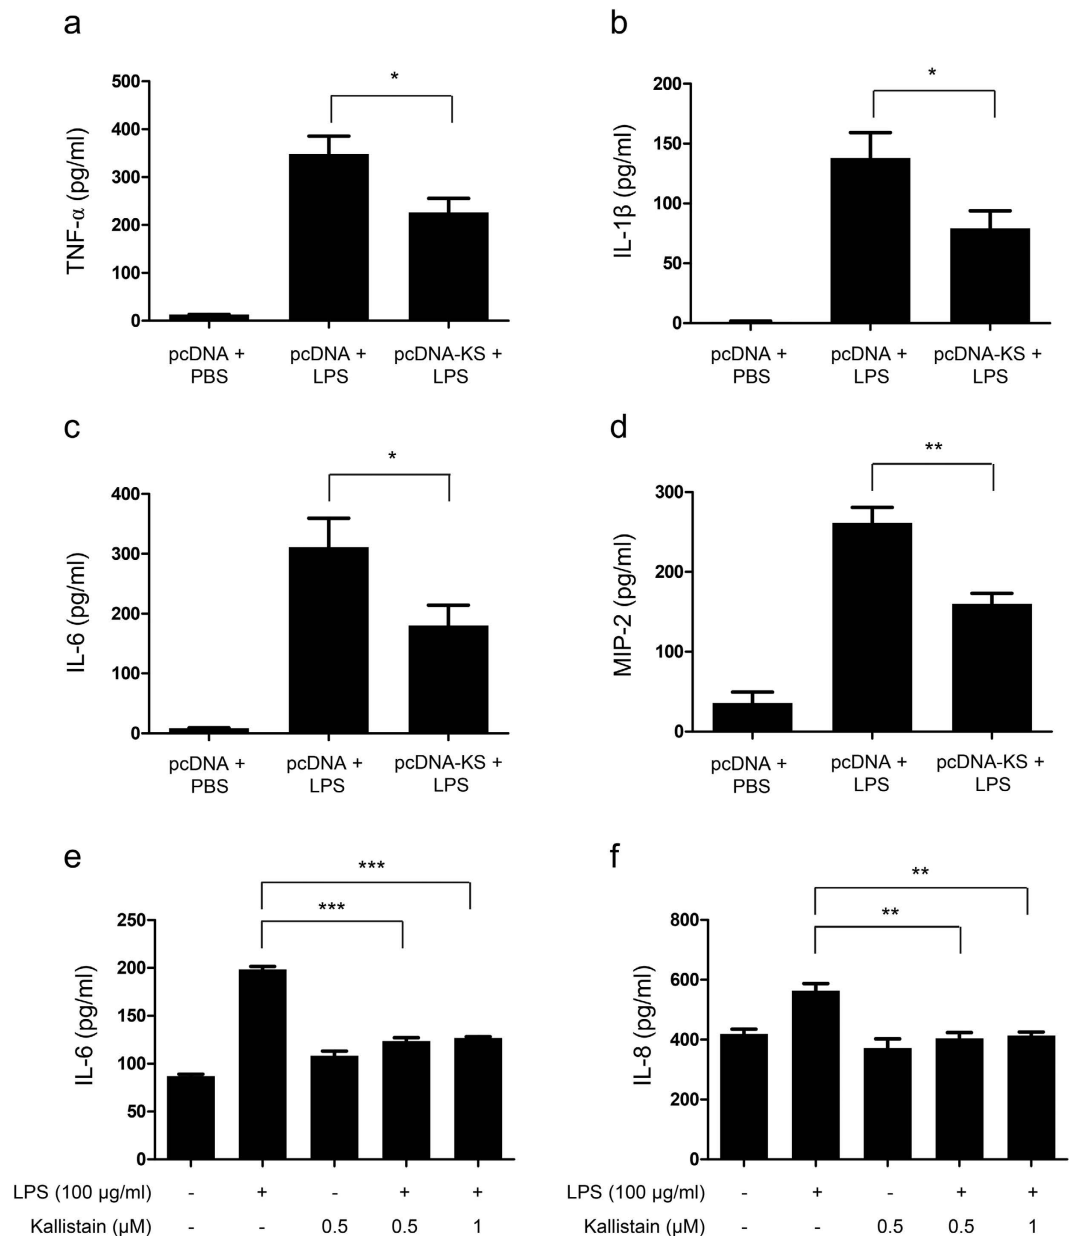 a
TNF-α (pg/ml)
500
400
300
200
100
0
*
pcDNA +
PBS
pcDNA +
LPS
pcDNA-KS +
LPS
b
IL-1β (pg/ml)
200
150
100
50
0
*
pcDNA +
PBS
pcDNA +
LPS
pcDNA-KS +
LPS
c
IL-6 (pg/ml)
400
300
200
100
0
*
pcDNA +
PBS
pcDNA +
LPS
pcDNA-KS +
LPS
d
MIP-2 (pg/ml)
300
200
100
0
**
pcDNA +
PBS
pcDNA +
LPS
pcDNA-KS +
LPS
e
IL-6 (pg/ml)
250
200
150
100
50
0
***
***
LPS (100 µg/ml) - + - + +
Kallistain (µM) - - 0.5 0.5 1
f
IL-8 (pg/ml)
800
600
400
200
0
**
**
LPS (100 µg/ml) - + - + +
Kallistain (µM) - - 0.5 0.5 1